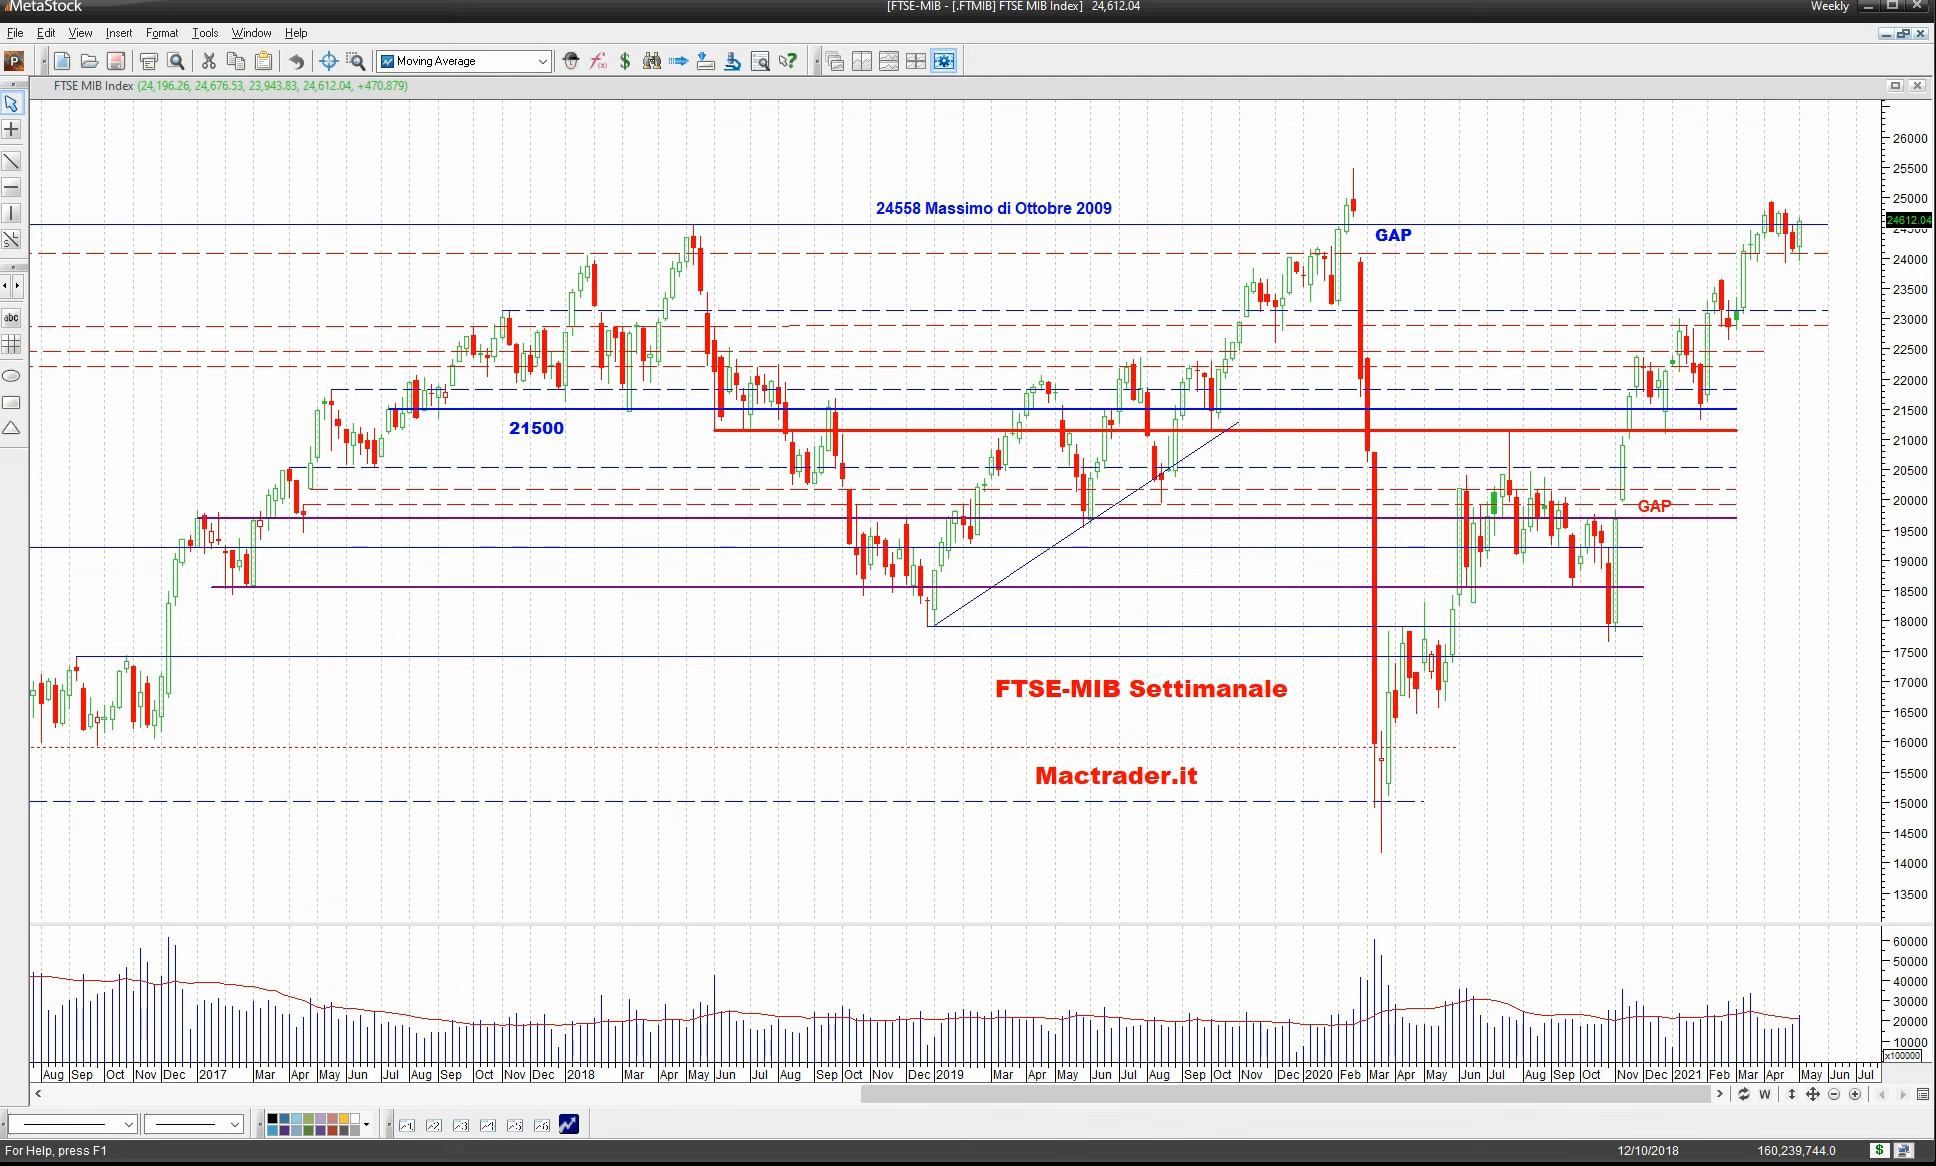 MetaStock
[FTSE-MIB - [.FTMIB] FTSE MIB Index] 24,612.04
Weekly
File Edit View Insert Format Tools Window Help
Moving Average
FTSE MIB Index (24,196.26, 24,676.53, 23,943.83, 24,612.04, +470.879)
abc
24558 Massimo di Ottobre 2009
GAP
21500
GAP
FTSE-MIB Settimanale
Mactrader.it
26000
25500
25000
24612.04
24500
24000
23500
23000
22500
22000
21500
21000
20500
20000
19500
19000
18500
18000
17500
17000
16500
16000
15500
15000
14500
14000
13500
60000
50000
40000
30000
20000
10000
x100000
Aug Sep Oct Nov Dec 2017 Mar Apr May Jun Jul Aug Sep Oct Nov Dec 2018 Mar Apr May Jun Jul Aug Sep Oct Nov Dec 2019 Mar Apr May Jun Jul Aug Sep Oct Nov Dec 2020 Feb Mar Apr May Jun Jul Aug Sep Oct Nov Dec 2021 Feb Mar Apr May Jun Jul
W
For Help, press F1
12/10/2018 160,239,744.0 $